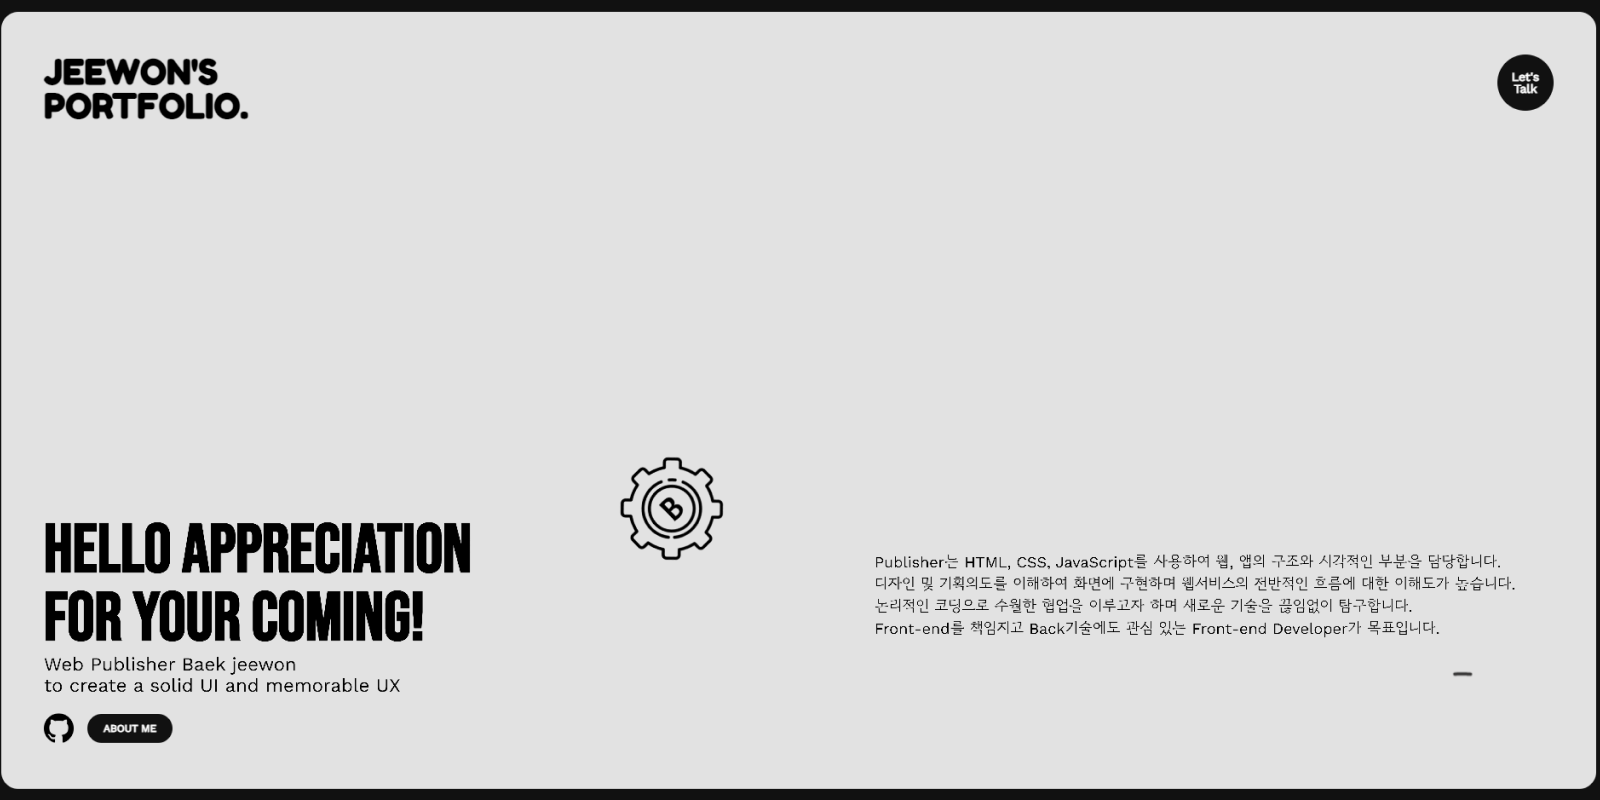 JEEWON'S
PORTFOLIO.
Let's
Talk
B
HELLO APPRECIATION
FOR YOUR COMING!
Web Publisher Baek jeewon
to create a solid UI and memorable UX
ABOUT ME
Publisher는 HTML, CSS, JavaScript를 사용하여 웹, 앱의 구조와 시각적인 부분을 담당합니다.
디자인 및 기획의도를 이해하여 화면에 구현하며 웹서비스의 전반적인 흐름에 대한 이해도가 높습니다.
논리적인 코딩으로 수월한 협업을 이루고자 하며 새로운 기술을 끊임없이 탐구합니다.
Front-end를 책임지고 Back기술에도 관심 있는 Front-end Developer가 목표입니다.